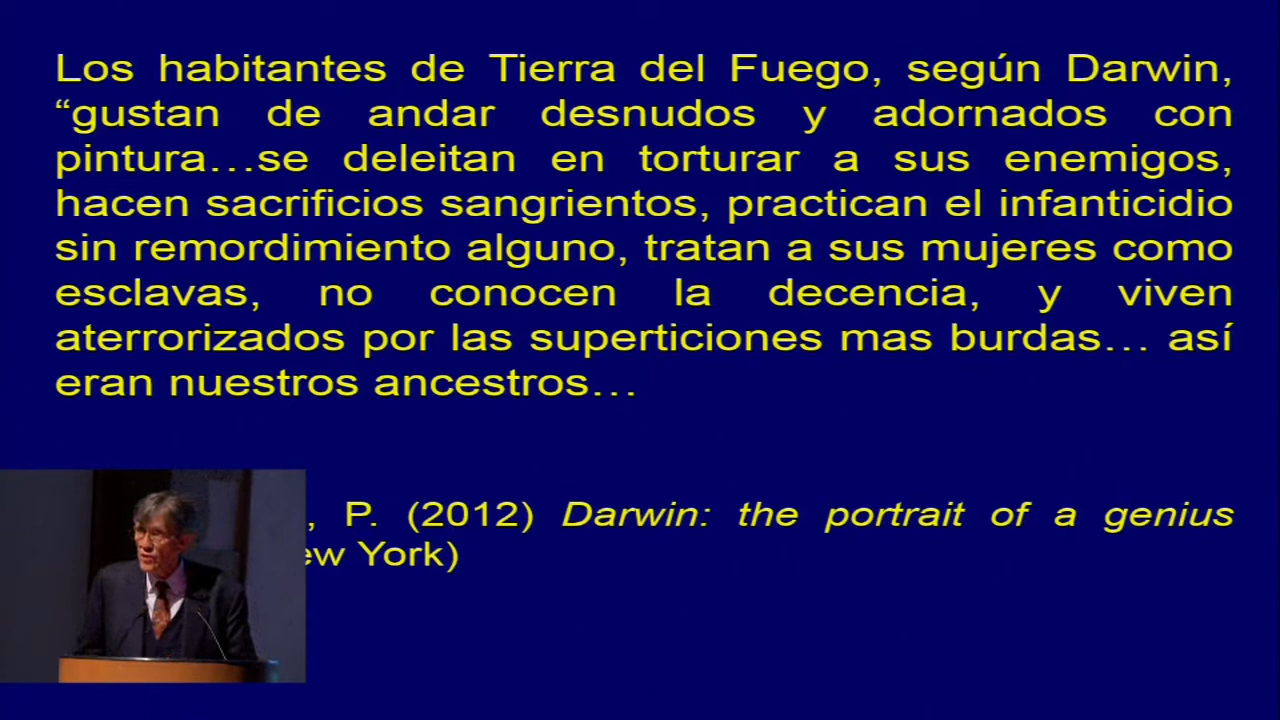 Los habitantes de Tierra del Fuego, según Darwin,
“gustan de andar desnudos y adornados con
pintura…se deleitan en torturar a sus enemigos,
hacen sacrificios sangrientos, practican el infanticidio
sin remordimiento alguno, tratan a sus mujeres como
esclavas, no conocen la decencia, y viven
aterrorizados por las superticiones mas burdas… así
eran nuestros ancestros…
, P. (2012) Darwin: the portrait of a genius
York)